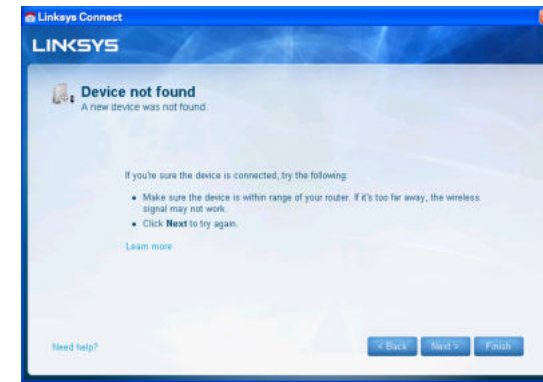 Linksys Connect
LINKSYS
Device not found
A new device was not found.
If you're sure the device is connected, try the following:
• Make sure the device is within range of your router. If it's too far away, the wireless
signal may not work.
• Click Next to try again.
Learn more
Need help?
< Back
Next >
Finish